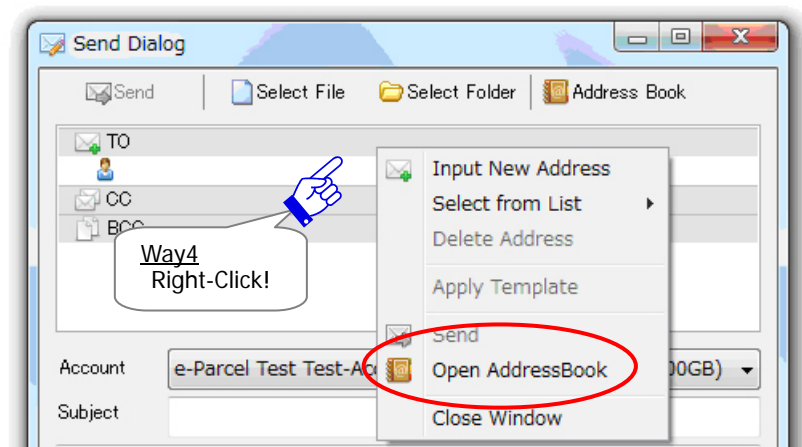 Send Dialog
Send Select File Select Folder Address Book
TO
CC
BCC
Way4
Right-Click!
Input New Address
Select from List
Delete Address
Apply Template
Send
Open AddressBook
Close Window
Account e-Parcel Test Test-Acc 00GB)
Subject